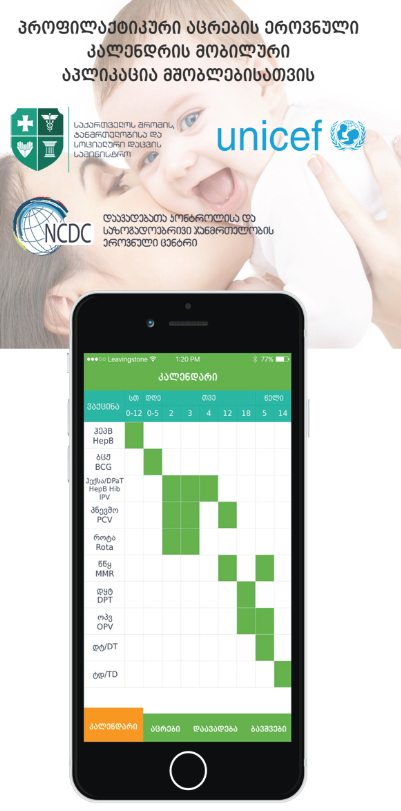 პროფილაქტიკური აცრების ეროვნული
კალენდრის მობილური
აპლიკაცია მშობლებისათვის
საქართველოს შრომის,
ჯანმრთელობისა და
სოციალური დაცვის
სამინისტრო
unicef
NCDC
დაავადებათა კონტროლისა და
საზოგადოებრივი ჯანმრთელობის
ეროვნული ცენტრი
Leavingstone 1:20 PM 77%
კალენდარი
ვაქცინა სთ დღე თვე წელი
0-12 0-5 2 3 4 12 18 5 14
ჰეპB
HepB
ბცჟ
BCG
ჰექსა/DPaT
HepB Hib
IPV
პნევმო
PCV
როტა
Rota
წწყ
MMR
დყტ
DPT
ოპვ
OPV
დტ/DT
ტდ/TD
კალენდარი აცრები დაავადება ბავშვები